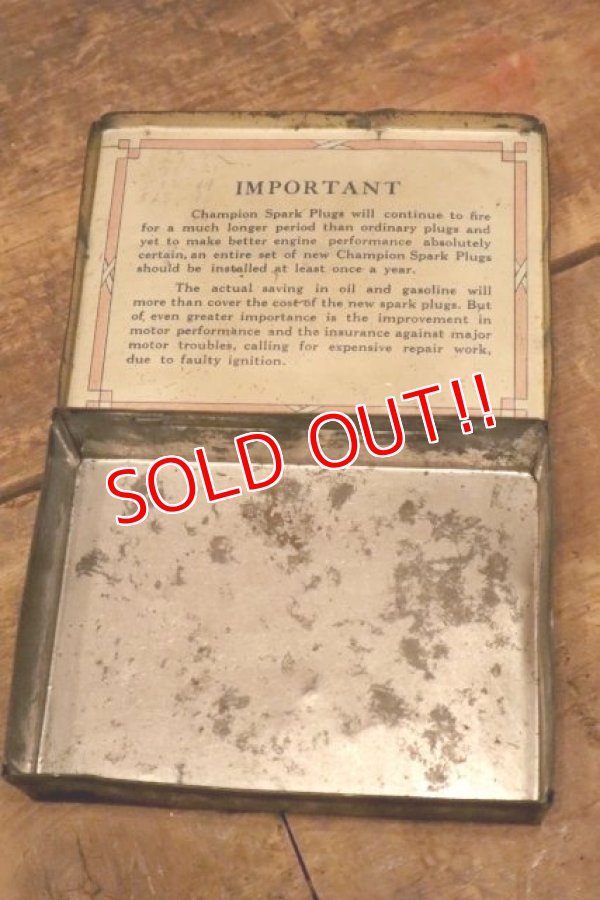 IMPORTANT
Champion Spark Plugs will continue to fire
for a much longer period than ordinary plugs and
yet to make better engine performance absolutely
certain, an entire set of new Champion Spark Plugs
should be installed at least once a year.
The actual saving in oil and gasoline will
more than cover the cost of the new spark plugs. But
of even greater importance is the improvement in
motor performance and the insurance against major
motor troubles, calling for expensive repair work,
due to faulty ignition.
SOLD OUT!!